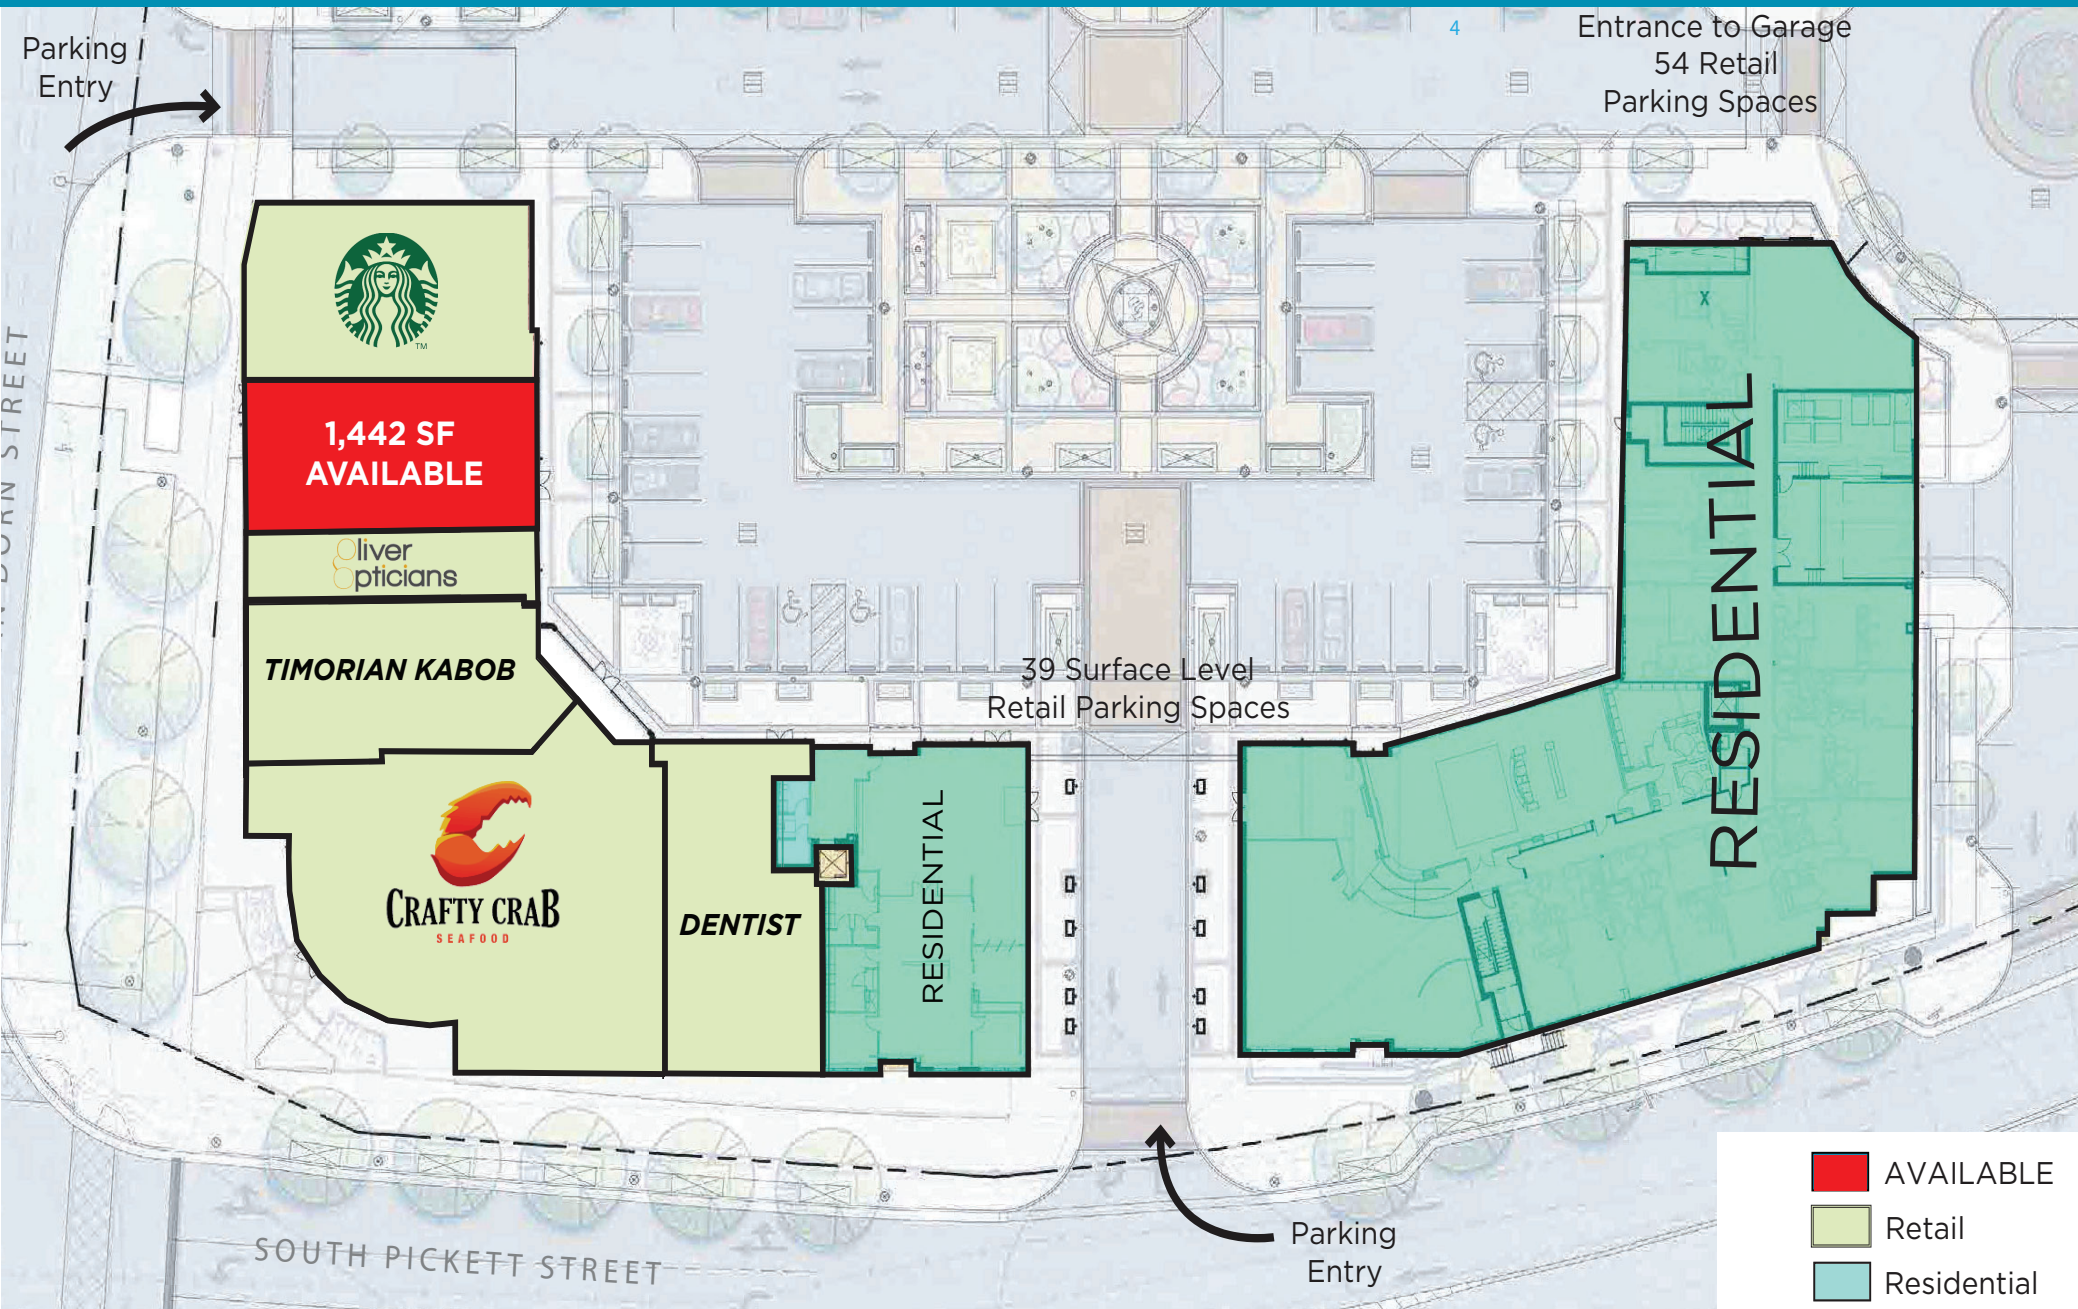 4
Parking
Entry
Entrance to Garage
54 Retail
Parking Spaces
TM
1,442 SF
AVAILABLE
Oliver
Opticians
TIMORIAN KABOB
39 Surface Level
Retail Parking Spaces
CRAFTY CRAB
SEAFOOD
DENTIST
RESIDENTIAL
X
RESIDENTIAL
DORN STREET
SOUTH PICKETT STREET
Parking
Entry
AVAILABLE
Retail
Residential